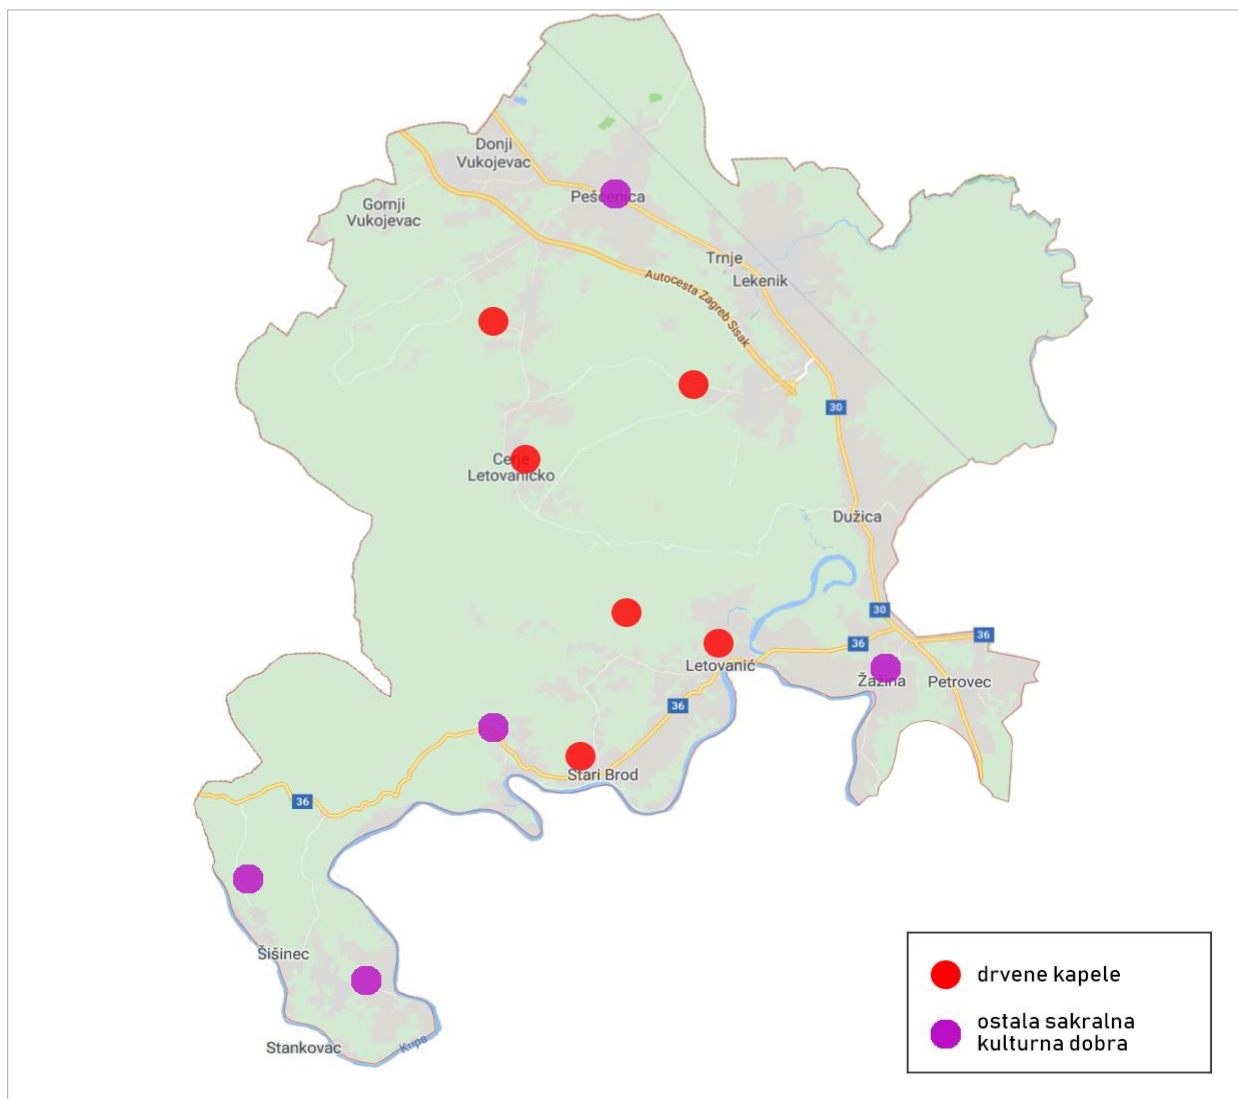 Donji
Vukojevac
Gornji
Vukojevac
Pešćenica
Trnje
Lekenik
Autocesta Zagreb Sisak
30
Cerje
Letovanićko
Dužica
30
36
36
Letovanić
Žažina
Petrovec
36
Stari Brod
36
Šišinec
Stankovac
Kupa
drvene kapele
ostala sakralna
kulturna dobra